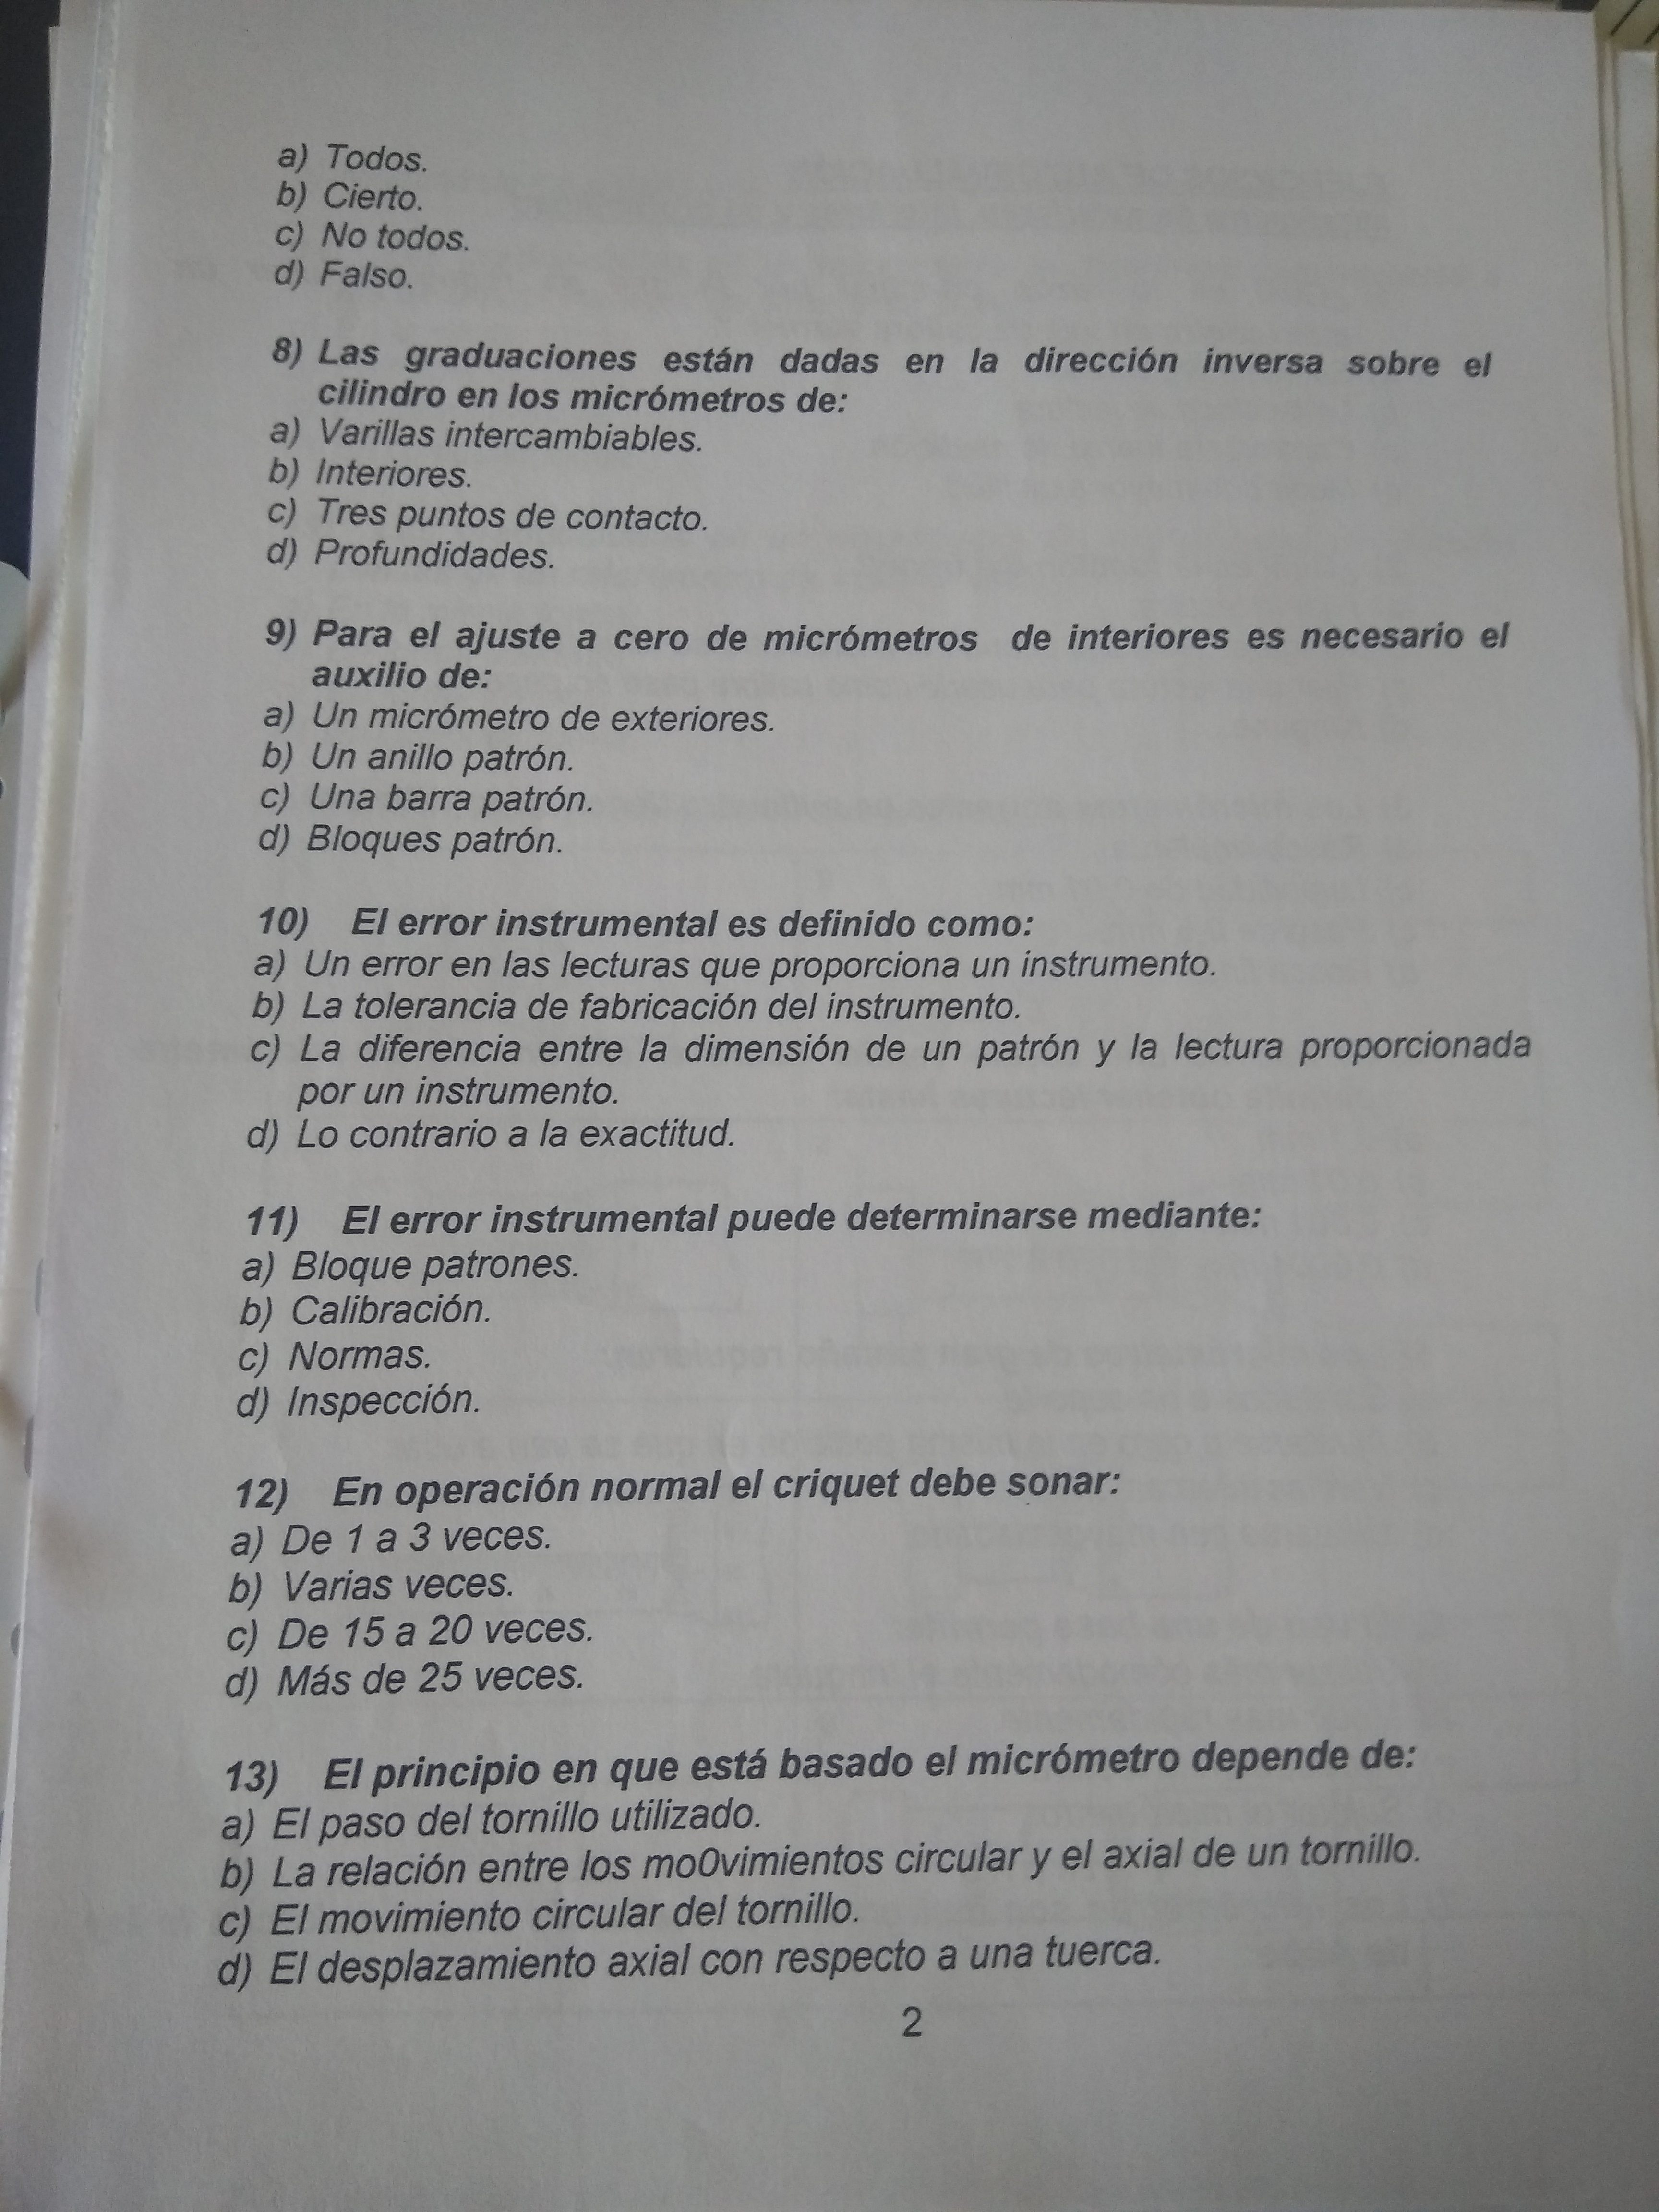 a) Todos.
b) Cierto.
c) No todos.
d) Falso.
8) Las graduaciones están dadas en la dirección inversa sobre el
cilindro en los micrómetros de:
a) Varillas intercambiables.
b) Interiores.
c) Tres puntos de contacto.
d) Profundidades.
9) Para el ajuste a cero de micrómetros de interiores es necesario el
auxilio de:
a) Un micrómetro de exteriores.
b) Un anillo patrón.
c) Una barra patrón.
d) Bloques patrón.
10) El error instrumental es definido como:
a) Un error en las lecturas que proporciona un instrumento.
b) La tolerancia de fabricación del instrumento.
c) La diferencia entre la dimensión de un patrón y la lectura proporcionada
por un instrumento.
d) Lo contrario a la exactitud.
11) El error instrumental puede determinarse mediante:
a) Bloque patrones.
b) Calibración.
c) Normas.
d) Inspección.
12) En operación normal el criquet debe sonar:
a) De 1 a 3 veces.
b) Varias veces.
c) De 15 a 20 veces.
d) Más de 25 veces.
13) El principio en que está basado el micrómetro depende de:
a) El paso del tornillo utilizado.
b) La relación entre los mo0vimientos circular y el axial de un tornillo.
c) El movimiento circular del tornillo.
d) El desplazamiento axial con respecto a una tuerca.
2